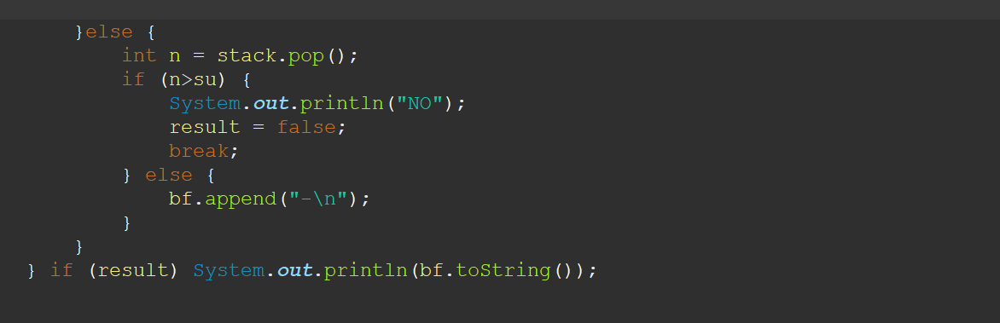 }else {
int n = stack.pop();
if (n>su) {
System.out.println("NO");
result = false;
break;
} else {
bf.append("-\n");
}
}
} if (result) System.out.println(bf.toString());